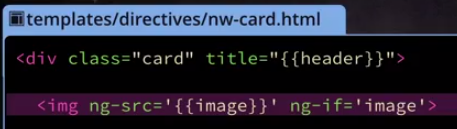 templates/directives/nw-card.html
<div class="card" title="{{header}}">
<img ng-src='{{image}}' ng-if='image'>